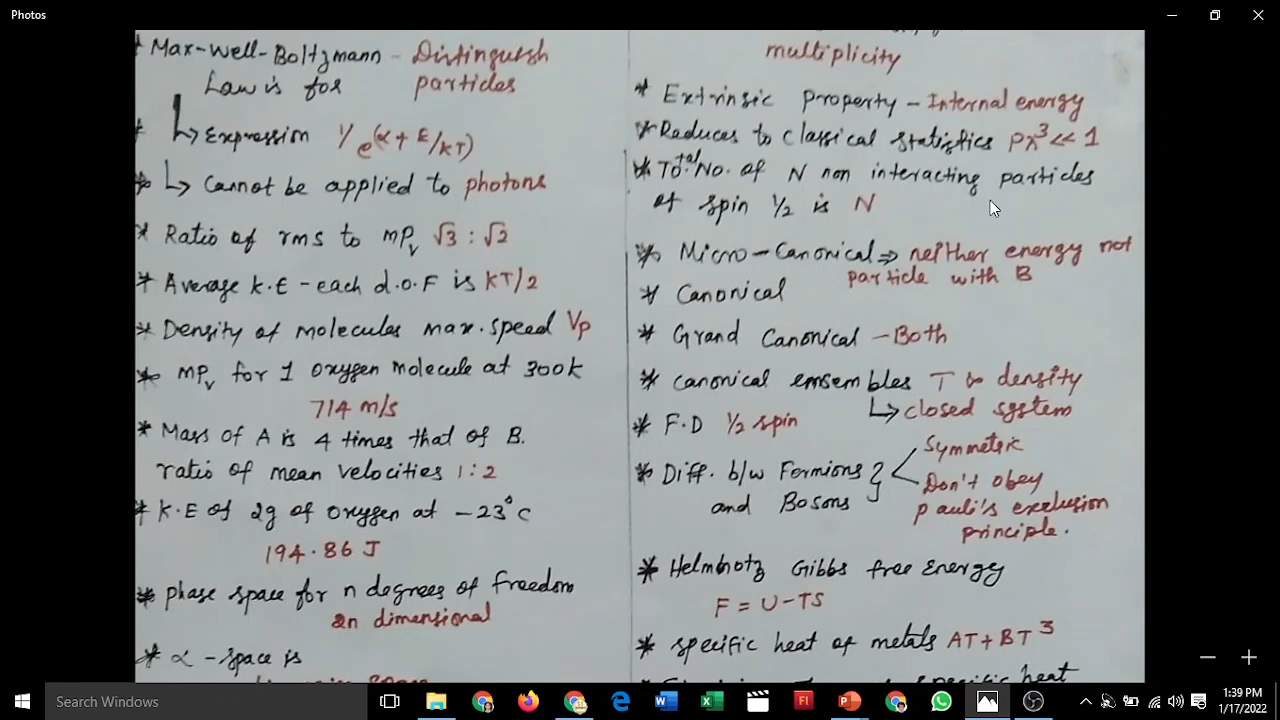 Photos
* Max-Well-Boltzmann - Distinguish
Law is for particles
* ↳ Expression 1/e(α + E/KT)
* ↳ Cannot be applied to photons
* Ratio of rms to mPv √3 : √2
* Average K.E - each d.o.F is KT/2
* Density of molecules max. speed Vp
* mPv for 1 oxygen molecule at 300k
714 m/s
* Mass of A is 4 times that of B.
ratio of mean velocities 1:2
* K.E of 2g of oxygen at -23°C
194.86 J
* phase space for n degrees of freedom
2n dimensional
* α - space is
multiplicity
* Extrinsic property - Internal energy
* Reduces to classical statistics ρλ³ << 1
* Total No. of N non interacting particles
of spin 1/2 is N
* Micro-Canonical ⇒ neither energy not
particle with B
* Canonical
* Grand Canonical - Both
* canonical emsembles T & density
↳ closed system
* F.D 1/2 spin
* Diff. b/w Fermions
and Bosons
Symmetric
Don't obey
pauli's exclusion
principle.
* Helmhotz Gibbs free Energy
F = U-TS
* specific heat of metals AT + BT³
specific heat
Search Windows
1:39 PM
1/17/2022